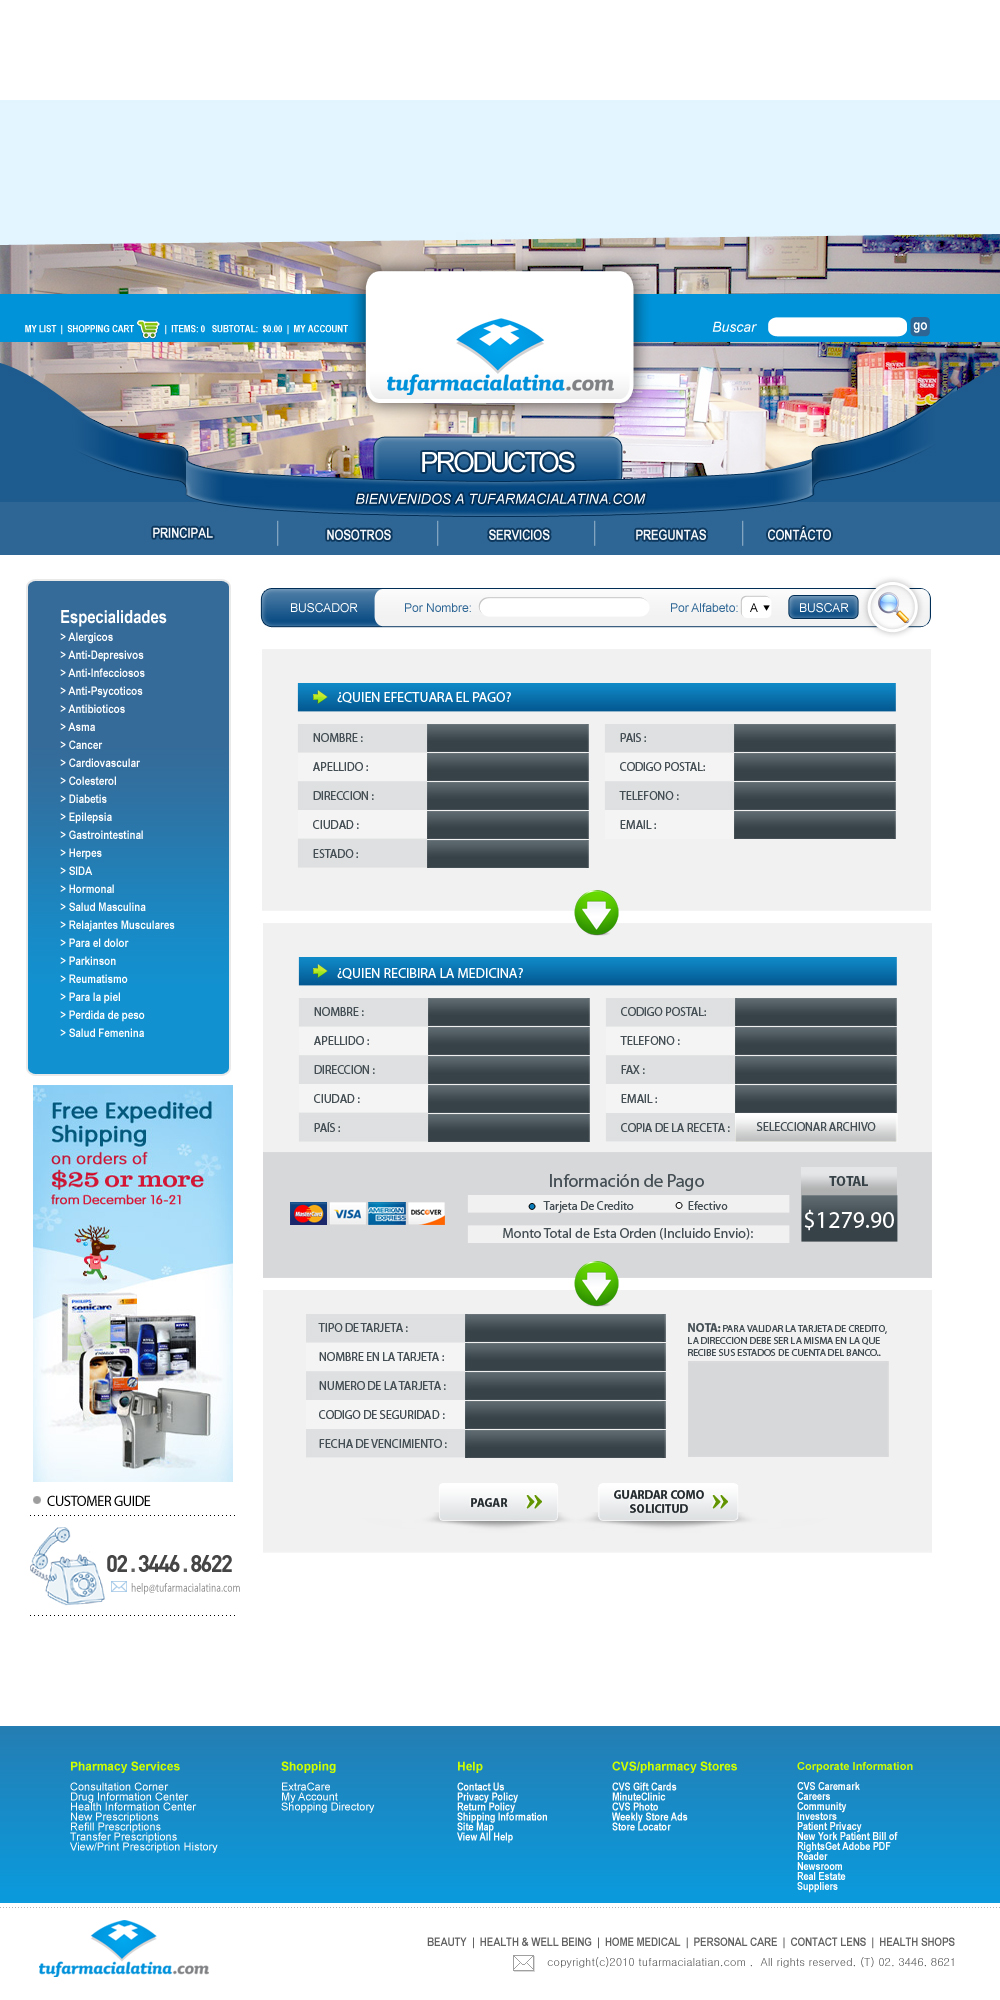 MY LIST | SHOPPING CART | ITEMS: 0 SUBTOTAL: $0.00 | MY ACCOUNT
Buscar go
tufarmacialatina.com
PRODUCTOS
BIENVENIDOS A TUFARMACIALATINA.COM
PRINCIPAL NOSOTROS SERVICIOS PREGUNTAS CONTÁCTO
Especialidades
> Alergicos
> Anti-Depresivos
> Anti-Infecciosos
> Anti-Psycoticos
> Antibioticos
> Asma
> Cancer
> Cardiovascular
> Colesterol
> Diabetis
> Epilepsia
> Gastrointestinal
> Herpes
> SIDA
> Hormonal
> Salud Masculina
> Relajantes Musculares
> Para el dolor
> Parkinson
> Reumatismo
> Para la piel
> Perdida de peso
> Salud Femenina
Free Expedited
Shipping
on orders of
$25 or more
from December 16-21
PHILIPS
sonicare
NIVEA
CUSTOMER GUIDE
02.3446.8622
help@tufarmacialatina.com
BUSCADOR Por Nombre: Por Alfabeto: A BUSCAR
¿QUIEN EFECTUARA EL PAGO?
NOMBRE : PAIS :
APELLIDO : CODIGO POSTAL:
DIRECCION : TELEFONO :
CIUDAD : EMAIL :
ESTADO :
¿QUIEN RECIBIRA LA MEDICINA?
NOMBRE : CODIGO POSTAL:
APELLIDO : TELEFONO :
DIRECCION : FAX :
CIUDAD : EMAIL :
PAÍS : COPIA DE LA RECETA : SELECCIONAR ARCHIVO
Información de Pago TOTAL
MasterCard VISA AMERICAN EXPRESS DISCOVER
Tarjeta De Credito Efectivo
$1279.90
Monto Total de Esta Orden (Incluido Envio):
TIPO DE TARJETA :
NOMBRE EN LA TARJETA :
NUMERO DE LA TARJETA :
CODIGO DE SEGURIDAD :
FECHA DE VENCIMIENTO :
NOTA: PARA VALIDAR LA TARJETA DE CREDITO,
LA DIRECCION DEBE SER LA MISMA EN LA QUE
RECIBE SUS ESTADOS DE CUENTA DEL BANCO..
PAGAR
GUARDAR COMO
SOLICITUD
Pharmacy Services
Consultation Corner
Drug Information Center
Health Information Center
New Prescriptions
Refill Prescriptions
Transfer Prescriptions
View/Print Prescription History
Shopping
ExtraCare
My Account
Shopping Directory
Help
Contact Us
Privacy Policy
Return Policy
Shipping Information
Site Map
View All Help
CVS/pharmacy Stores
CVS Gift Cards
MinuteClinic
CVS Photo
Weekly Store Ads
Store Locator
Corporate Information
CVS Caremark
Careers
Community
Investors
Patient Privacy
New York Patient Bill of
RightsGet Adobe PDF
Reader
Newsroom
Real Estate
Suppliers
tufarmacialatina.com
BEAUTY | HEALTH & WELL BEING | HOME MEDICAL | PERSONAL CARE | CONTACT LENS | HEALTH SHOPS
copyright(c)2010 tufarmacialatian.com . All rights reserved. (T) 02. 3446. 8621